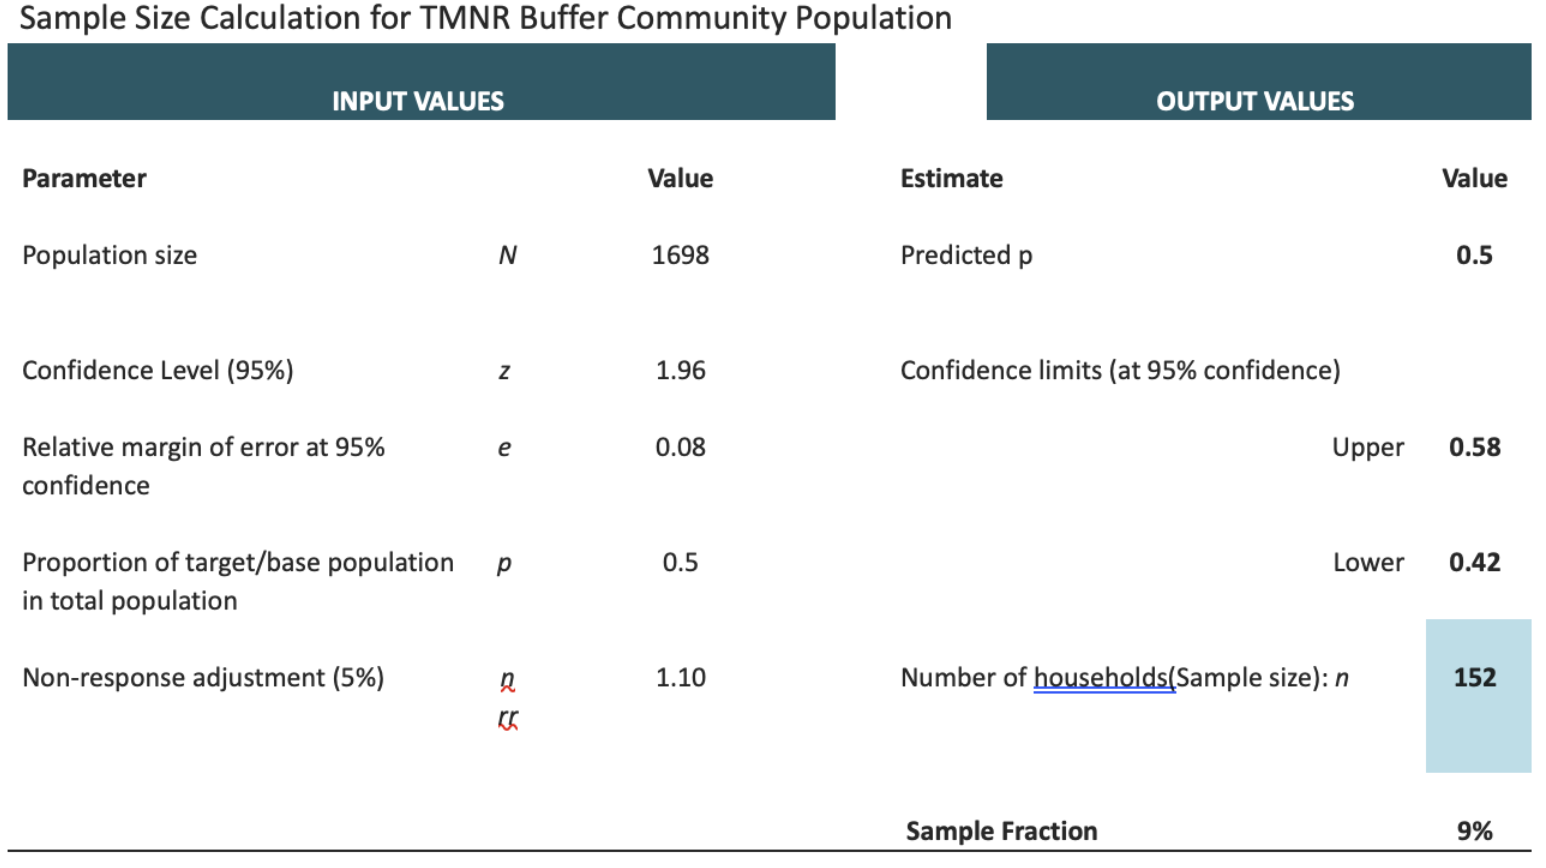 Sample Size Calculation for TMNR Buffer Community Population
INPUT VALUES OUTPUT VALUES
Parameter Value Estimate Value
Population size N 1698 Predicted p 0.5
Confidence Level (95%) z 1.96 Confidence limits (at 95% confidence)
Relative margin of error at 95% e 0.08 Upper 0.58
confidence
Proportion of target/base population p 0.5 Lower 0.42
in total population
Non-response adjustment (5%) n 1.10 Number of households(Sample size): n 152
rr
Sample Fraction 9%